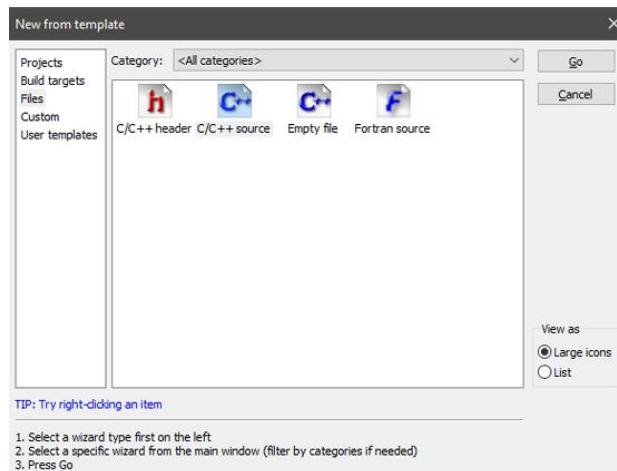 New from template
Projects
Build targets
Files
Custom
User templates
Category: <All categories>
C/C++ header C/C++ source Empty file Fortran source
Go
Cancel
View as
Large icons
List
TIP: Try right-clicking an item
1. Select a wizard type first on the left
2. Select a specific wizard from the main window (filter by categories if needed)
3. Press Go